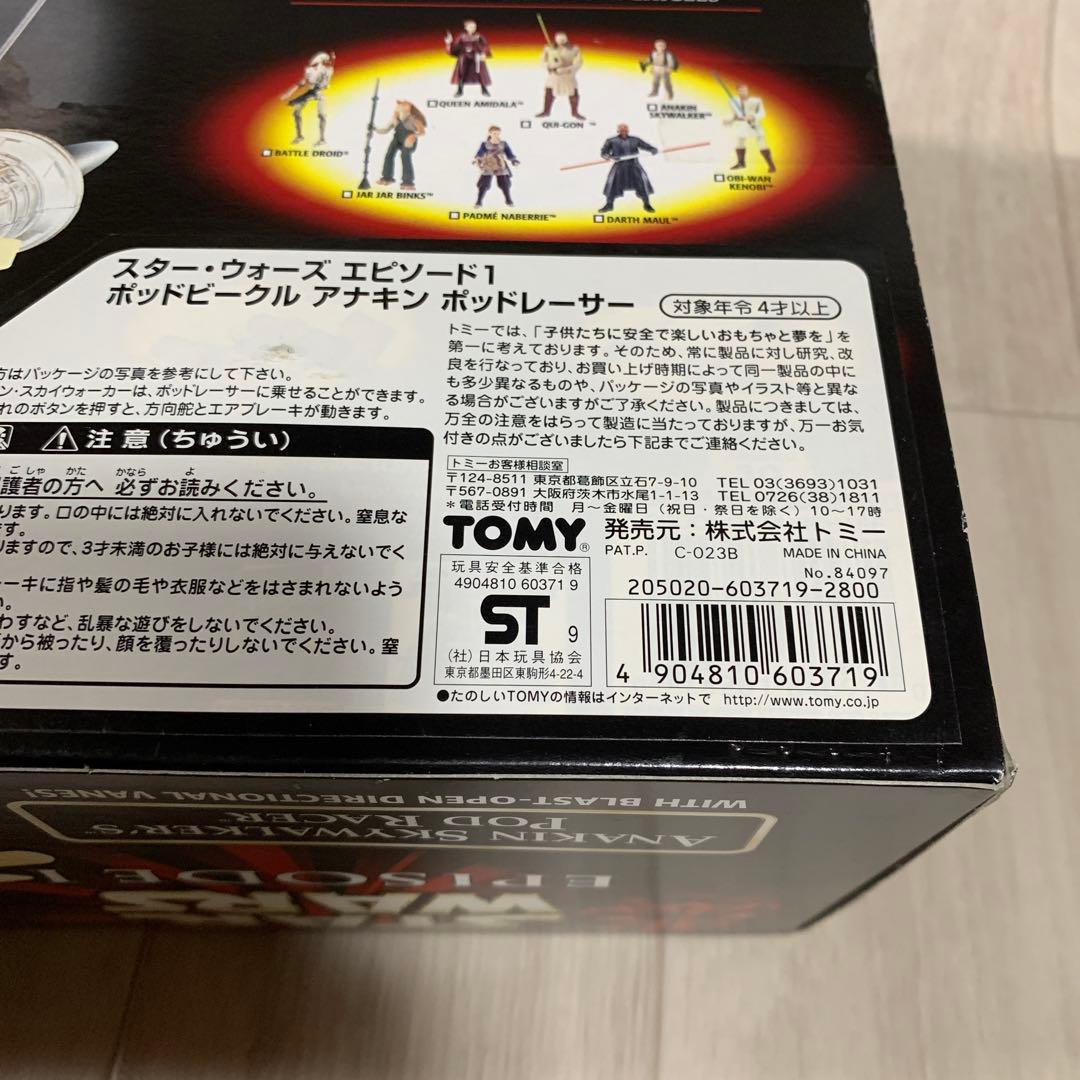 QUEEN AMIDALA™
QUI-GON ™
ANAKIN
SKYWALKER™
BATTLE DROID™
JAR JAR BINKS™
PADMÉ NABERRIE™
DARTH MAUL™
OBI-WAN
KENOBI™
スター・ウォーズ エピソード1
ポッドビークル アナキン ポッドレーサー
対象年令4才以上
トミーでは、「子供たちに安全で楽しいおもちゃと夢を」を
第一に考えております。そのため、常に製品に対し研究、改
良を行なっており、お買い上げ時期によって同一製品の中に
も多少異なるものや、パッケージの写真やイラスト等と異な
る場合がございますがご了承ください。製品につきましては、
万全の注意をはらって製造に当たっておりますが、万一お気
付きの点がございましたら下記までご連絡ください。
方はパッケージの写真を参考にして下さい。
ン・スカイウォーカーは、ポッドレーサーに乗せることができます。
れのボタンを押すと、方向舵とエアブレーキが動きます。
注意(ちゅうい)
護者の方へ 必ずお読みください。
ります。口の中には絶対に入れないでください。窒息な
ます。
りますので、3才未満のお子様には絶対に与えないでく
ーキに指や髪の毛や衣服などをはさまれないよう
い。
わすなど、乱暴な遊びをしないでください。
から被ったり、顔を覆ったりしないでください。窒
す。
トミーお客様相談室
〒124-8511 東京都葛飾区立石7-9-10 TEL 03(3693)1031
〒567-0891 大阪府茨木市水尾1-1-13 TEL 0726(38)1811
*電話受付時間 月〜金曜日(祝日・祭日を除く)10〜17時
TOMY® 発売元:株式会社トミー
PAT.P. C-023B MADE IN CHINA
No.84097
玩具安全基準合格
4904810 60371 9
ST 9
(社)日本玩具協会
東京都墨田区東駒形4-22-4
205020-603719-2800
4 904810 603719
●たのしいTOMYの情報はインターネットで http://www.tomy.co.jp
WITH BLAST-OPEN DIRECTIONAL VANES!
ANAKIN SKYWALKER'S™
POD RACER™
EPISODE I
WARS